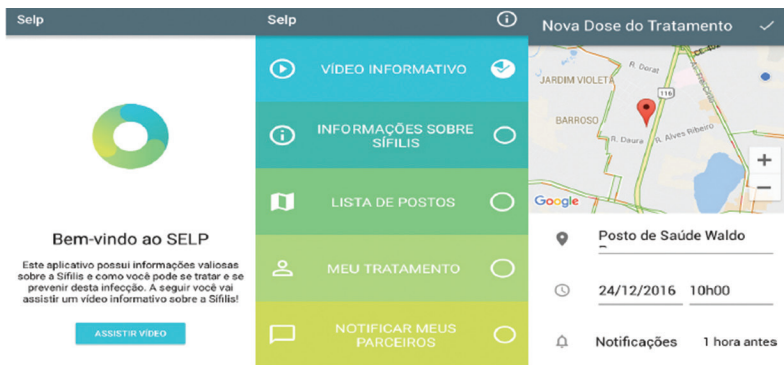 Selp
Bem-vindo ao SELP
Este aplicativo possui informações valiosas
sobre a Sífilis e como você pode se tratar e se
prevenir desta infecção. A seguir você vai
assistir um vídeo informativo sobre a Sífilis!
ASSISTIR VÍDEO
Selp
VÍDEO INFORMATIVO
INFORMAÇÕES SOBRE
SÍFILIS
LISTA DE POSTOS
MEU TRATAMENTO
NOTIFICAR MEUS
PARCEIROS
Nova Dose do Tratamento
R. Dorat
JARDIM VIOLETA
116
BARROSO
R. Daura
R. Alves Ribeiro
+
−
Google
Posto de Saúde Waldo
24/12/2016 10h00
Notificações 1 hora antes